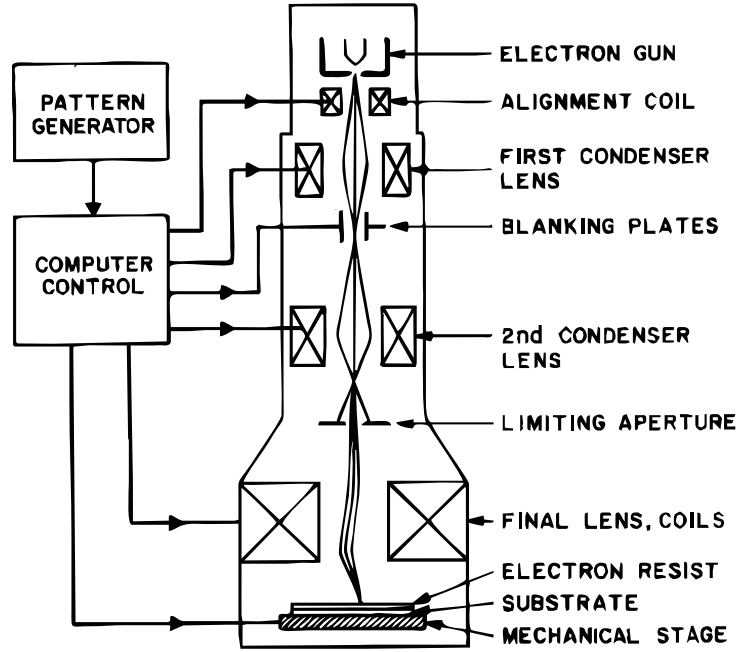 PATTERN
GENERATOR
COMPUTER
CONTROL
ELECTRON GUN
ALIGNMENT COIL
FIRST CONDENSER
LENS
BLANKING PLATES
2nd CONDENSER
LENS
LIMITING APERTURE
FINAL LENS, COILS
ELECTRON RESIST
SUBSTRATE
MECHANICAL STAGE